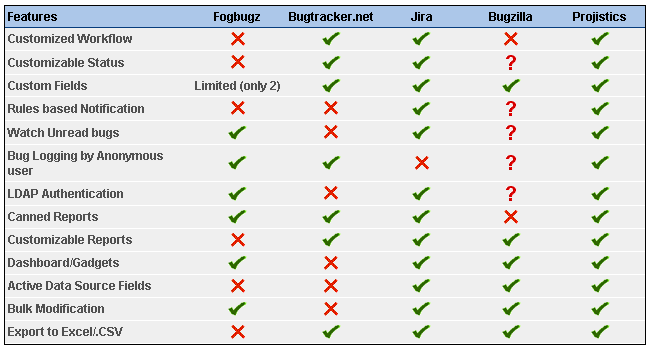 Features Fogbugz Bugtracker.net Jira Bugzilla Projistics
Customized Workflow ✗ ✓ ✓ ✗ ✓
Customizable Status ✗ ✓ ✓ ? ✓
Custom Fields Limited (only 2) ✓ ✓ ✓ ✓
Rules based Notification ✗ ✗ ✓ ? ✓
Watch Unread bugs ✓ ✗ ✓ ? ✓
Bug Logging by Anonymous
user ✓ ✓ ✗ ? ✓
LDAP Authentication ✓ ✗ ✓ ? ✓
Canned Reports ✓ ✓ ✓ ✗ ✓
Customizable Reports ✗ ✓ ✓ ✓ ✓
Dashboard/Gadgets ✓ ✗ ✓ ✓ ✓
Active Data Source Fields ✗ ✗ ✓ ✓ ✓
Bulk Modification ✓ ✗ ✓ ✓ ✓
Export to Excel/.CSV ✗ ✓ ✓ ✓ ✓